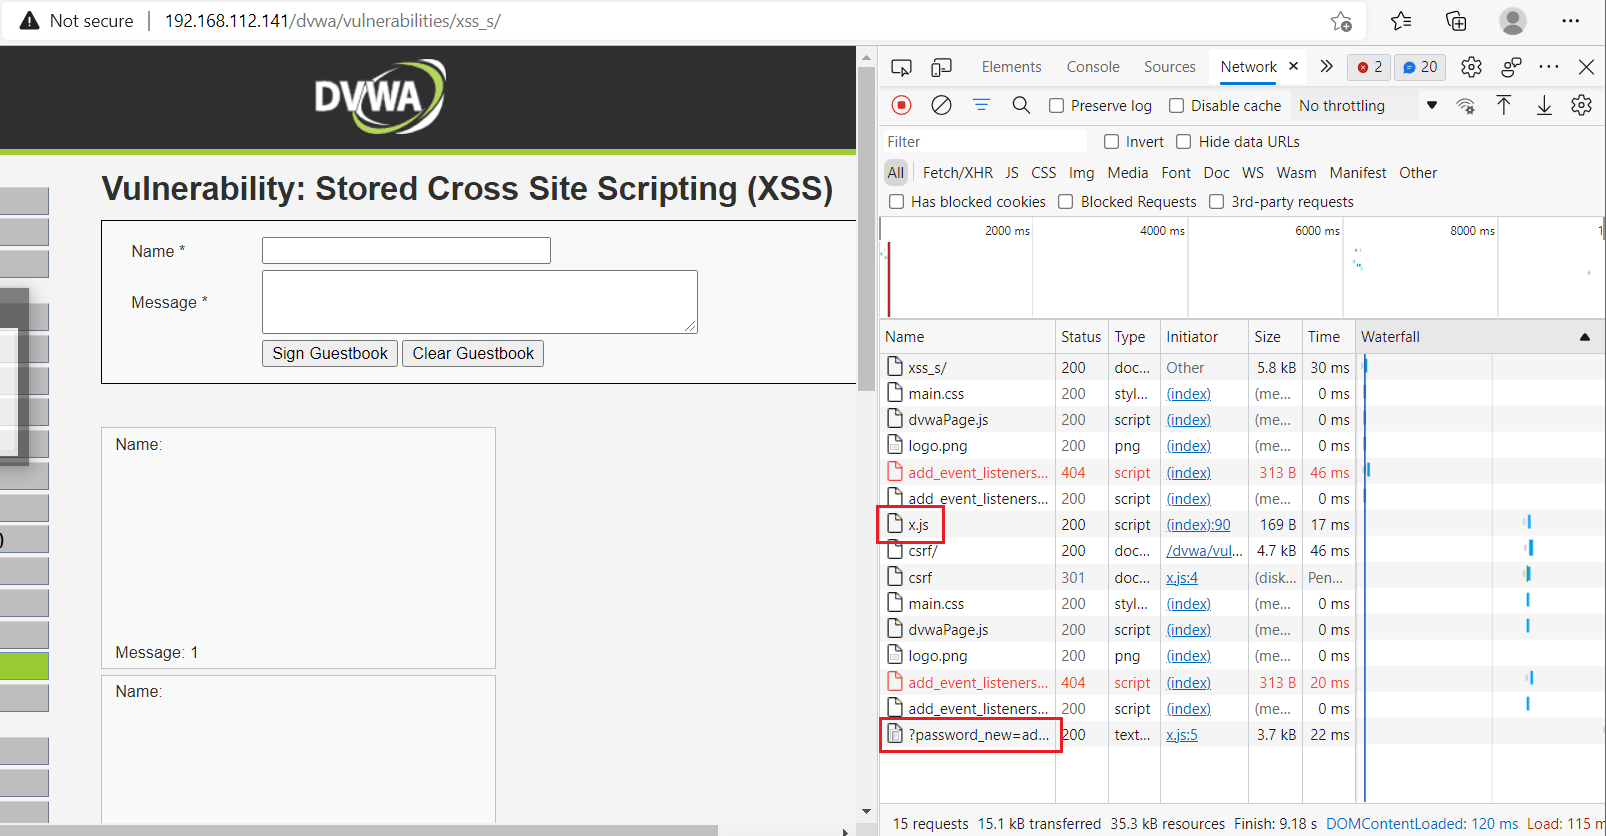 Not secure | 192.168.112.141/dvwa/vulnerabilities/xss_s/
DVWA
Vulnerability: Stored Cross Site Scripting (XSS)
Name *
Message *
Sign Guestbook Clear Guestbook
Name:
Message: 1
Name:
)
Elements Console Sources Network 2 20
Preserve log Disable cache No throttling
Filter Invert Hide data URLs
All Fetch/XHR JS CSS Img Media Font Doc WS Wasm Manifest Other
Has blocked cookies Blocked Requests 3rd-party requests
2000 ms 4000 ms 6000 ms 8000 ms 1
Name Status Type Initiator Size Time Waterfall
xss_s/ 200 doc... Other 5.8 kB 30 ms
main.css 200 styl... (index) (me... 0 ms
dvwaPage.js 200 script (index) (me... 0 ms
logo.png 200 png (index) (me... 0 ms
add_event_listeners... 404 script (index) 313 B 46 ms
add_event_listeners... 200 script (index) (me... 0 ms
x.js 200 script (index):90 169 B 17 ms
csrf/ 200 doc... /dvwa/vul... 4.7 kB 46 ms
csrf 301 doc... x.js:4 (disk... Pen...
main.css 200 styl... (index) (me... 0 ms
dvwaPage.js 200 script (index) (me... 0 ms
logo.png 200 png (index) (me... 0 ms
add_event_listeners... 404 script (index) 313 B 20 ms
add_event_listeners... 200 script (index) (me... 0 ms
?password_new=ad... 200 text... x.js:5 3.7 kB 22 ms
15 requests 15.1 kB transferred 35.3 kB resources Finish: 9.18 s DOMContentLoaded: 120 ms Load: 115 m